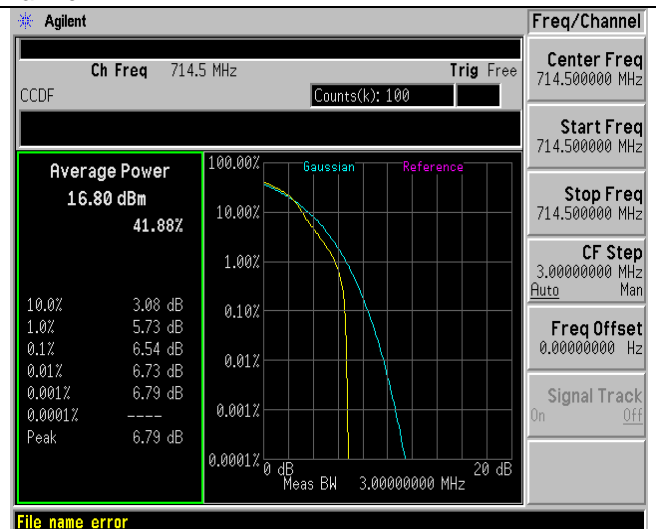 Agilent
Freq/Channel
Ch Freq 714.5 MHz Trig Free
CCDF Counts(k): 100
Average Power
16.80 dBm
41.88%
10.0% 3.08 dB
1.0% 5.73 dB
0.1% 6.54 dB
0.01% 6.73 dB
0.001% 6.79 dB
0.0001% ----
Peak 6.79 dB
Gaussian Reference
100.00%
10.00%
1.00%
0.10%
0.01%
0.001%
0.0001%
0 dB 20 dB
Meas BW 3.00000000 MHz
Center Freq
714.500000 MHz
Start Freq
714.500000 MHz
Stop Freq
714.500000 MHz
CF Step
3.00000000 MHz
Auto Man
Freq Offset
0.00000000 Hz
Signal Track
On Off
File name error